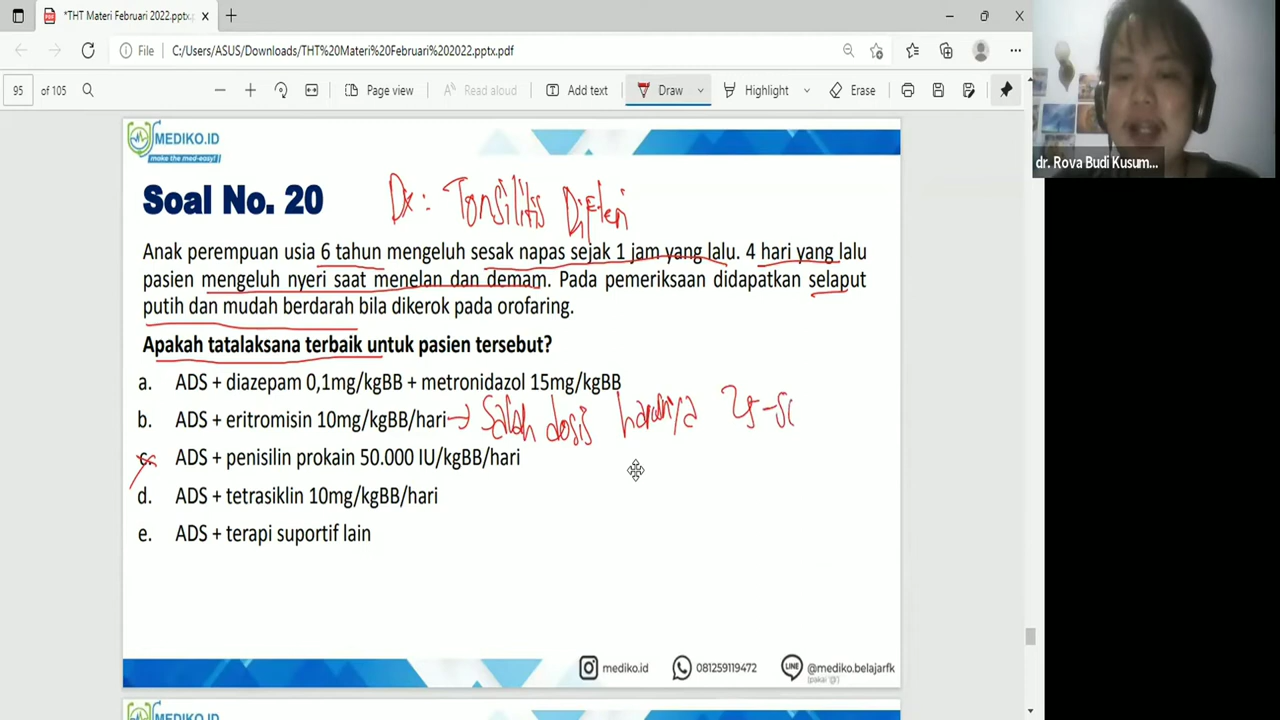 *THT Materi Februari 2022.pptx.
File
C:/Users/ASUS/Downloads/THT%20Materi%20Februari%202022.pptx.pdf
95 of 105
Page view
Read aloud
Add text
Draw
Highlight
Erase
dr. Rova Budi Kusum...
MEDIKO.ID
make the med-easy!
Soal No. 20
Dx : Tonsilitis Difteri
Anak perempuan usia 6 tahun mengeluh sesak napas sejak 1 jam yang lalu. 4 hari yang lalu
pasien mengeluh nyeri saat menelan dan demam. Pada pemeriksaan didapatkan selaput
putih dan mudah berdarah bila dikerok pada orofaring.
Apakah tatalaksana terbaik untuk pasien tersebut?
a. ADS + diazepam 0,1mg/kgBB + metronidazol 15mg/kgBB
b. ADS + eritromisin 10mg/kgBB/hari → Salah dosis harusnya 25-50
c. ADS + penisilin prokain 50.000 IU/kgBB/hari
d. ADS + tetrasiklin 10mg/kgBB/hari
e. ADS + terapi suportif lain
mediko.id
081259119472
@mediko.belajarfk
(pakai '@')
MEDIKO.ID